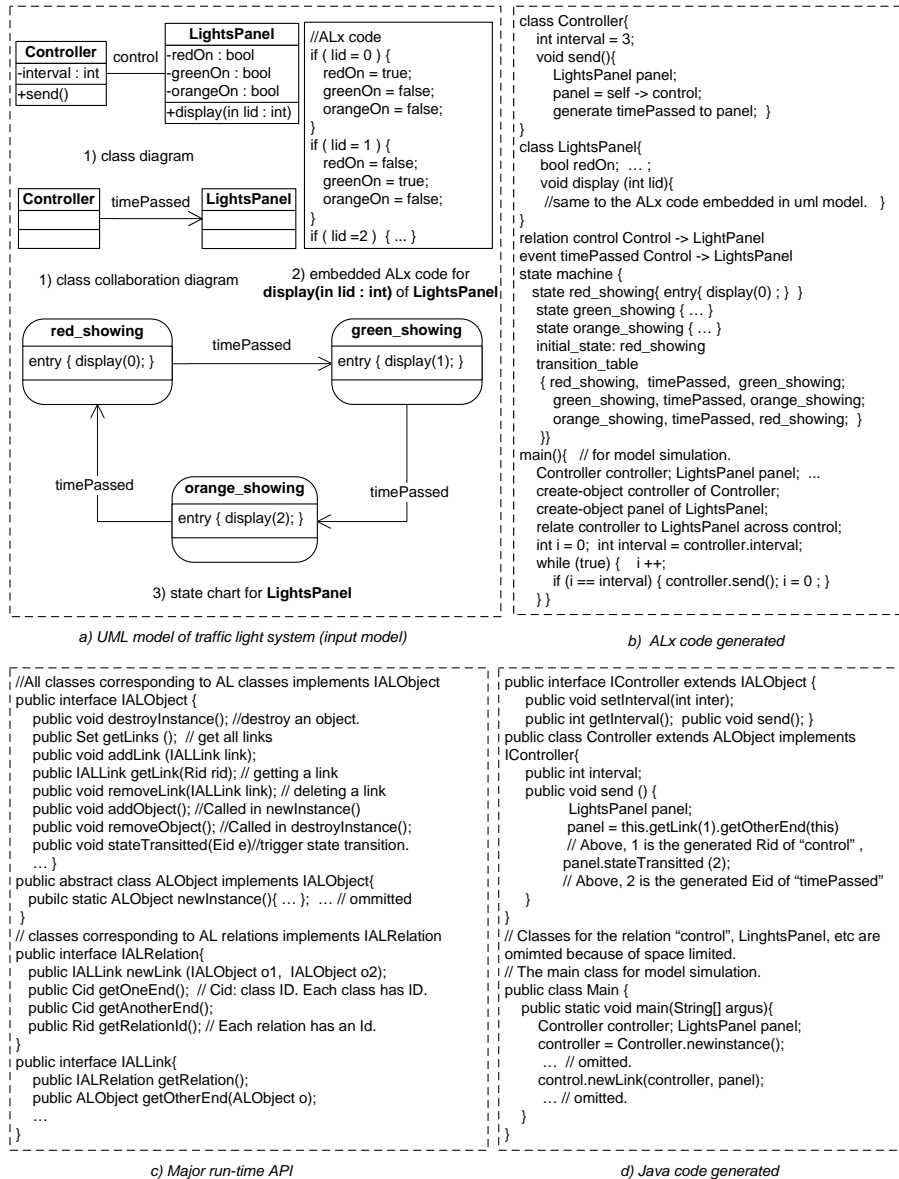 Controller
-interval : int
+send()
control
LightsPanel
-redOn : bool
-greenOn : bool
-orangeOn : bool
+display(in lid : int)
1) class diagram
Controller
timePassed
LightsPanel
1) class collaboration diagram
//ALx code
if ( lid = 0 ) {
redOn = true;
greenOn = false;
orangeOn = false;
}
if ( lid = 1 ) {
redOn = false;
greenOn = true;
orangeOn = false;
}
if ( lid =2 ) { ... }
2) embedded ALx code for
display(in lid : int) of LightsPanel
red_showing
entry { display(0); }
timePassed
green_showing
entry { display(1); }
timePassed
orange_showing
entry { display(2); }
timePassed
3) state chart for LightsPanel
a) UML model of traffic light system (input model)
class Controller{
int interval = 3;
void send(){
LightsPanel panel;
panel = self -> control;
generate timePassed to panel; }
}
class LightsPanel{
bool redOn; … ;
void display (int lid){
//same to the ALx code embedded in uml model. }
}
relation control Control -> LightPanel
event timePassed Control -> LightsPanel
state machine {
state red_showing{ entry{ display(0) ; } }
state green_showing { … }
state orange_showing { … }
initial_state: red_showing
transition_table
{ red_showing, timePassed, green_showing;
green_showing, timePassed, orange_showing;
orange_showing, timePassed, red_showing; }
}}
main(){ // for model simulation.
Controller controller; LightsPanel panel; ...
create-object controller of Controller;
create-object panel of LightsPanel;
relate controller to LightsPanel across control;
int i = 0; int interval = controller.interval;
while (true) { i ++;
if (i == interval) { controller.send(); i = 0 ; }
} }
b) ALx code generated
//All classes corresponding to AL classes implements IALObject
public interface IALObject {
public void destroyInstance(); //destroy an object.
public Set getLinks (); // get all links
public void addLink (IALLink link);
public IALLink getLink(Rid rid); // getting a link
public void removeLink(IALLink link); // deleting a link
public void addObject(); //Called in newInstance()
public void removeObject(); //Called in destroyInstance();
public void stateTransitted(Eid e)//trigger state transition.
… }
public abstract class ALObject implements IALObject{
pubilc static ALObject newInstance(){ … }; … // ommitted
}
// classes corresponding to AL relations implements IALRelation
public interface IALRelation{
public IALLink newLink (IALObject o1, IALObject o2);
public Cid getOneEnd(); // Cid: class ID. Each class has ID.
public Cid getAnotherEnd();
public Rid getRelationId(); // Each relation has an Id.
}
public interface IALLink{
public IALRelation getRelation();
public ALObject getOtherEnd(ALObject o);
…
}
c) Major run-time API
public interface IController extends IALObject {
public void setInterval(int inter);
public int getInterval(); public void send(); }
public class Controller extends ALObject implements
IController{
public int interval;
public void send () {
LightsPanel panel;
panel = this.getLink(1).getOtherEnd(this)
// Above, 1 is the generated Rid of “control” ,
panel.stateTransitted (2);
// Above, 2 is the generated Eid of “timePassed”
}
}
// Classes for the relation “control”, LinghtsPanel, etc are
omimted because of space limited.
// The main class for model simulation.
public class Main {
public static void main(String[] argus){
Controller controller; LightsPanel panel;
controller = Controller.newinstance();
… // omitted.
control.newLink(controller, panel);
… // omitted.
}
}
d) Java code generated